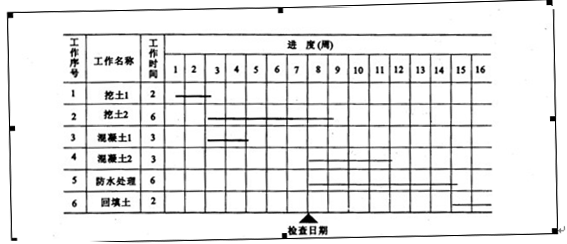 工作序号 工作名称 工作时间 进 度(周)
1 2 3 4 5 6 7 8 9 10 11 12 13 14 15 16
1 挖土1 2
2 挖土2 6
3 混凝土1 3
4 混凝土2 3
5 防水处理 6
6 回填土 2
检查日期